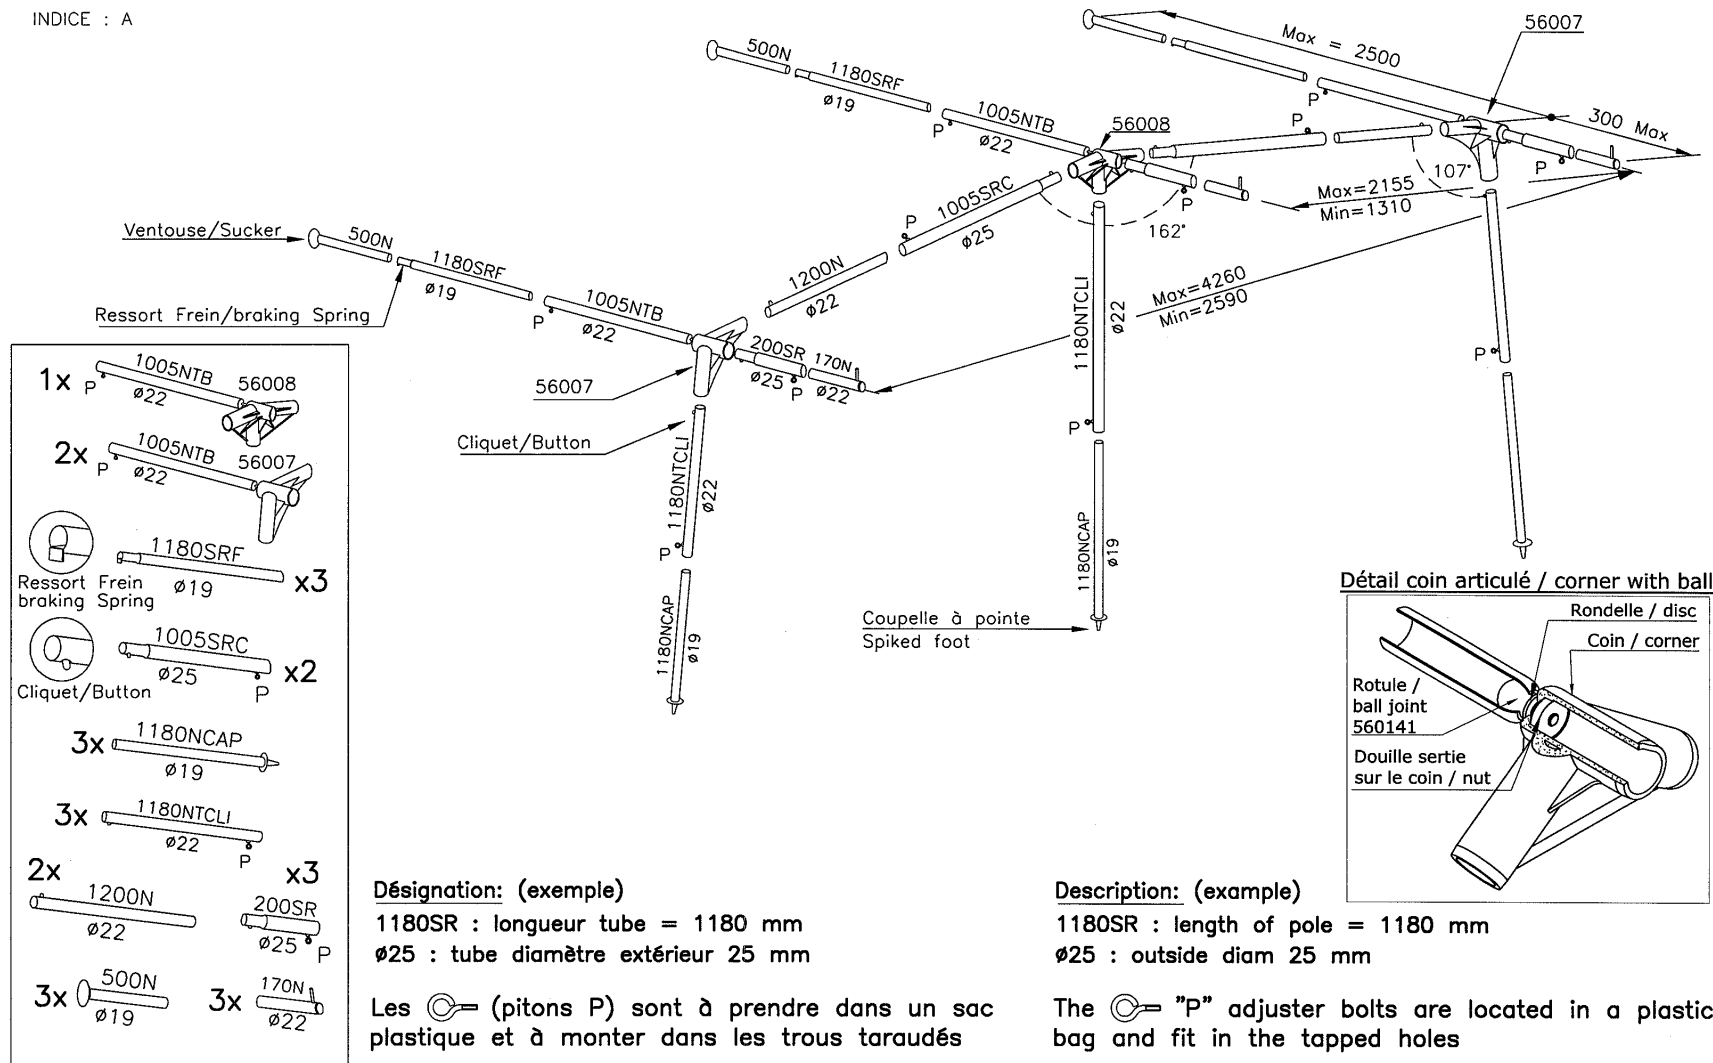 INDICE : A
56007
Max = 2500
300 Max
P
P
P
107°
500N
1180SRF
ø19
1005NTB
P
ø22
56008
P
162°
Max=2155
Min=1310
Max=4260
Min=2590
P
1005SRC
ø25
1200N
ø22
Ventouse/Sucker
500N
1180SRF
ø19
Ressort Frein/braking Spring
1005NTB
P
ø22
200SR
170N
ø25
P
ø22
56007
Cliquet/Button
1180NTCLI
ø22
P
1180NCAP
ø19
1180NTCLI
ø22
P
1180NCAP
ø19
P
Coupelle à pointe
Spiked foot
1x
P
1005NTB
ø22
56008
2x
P
1005NTB
ø22
56007
Ressort Frein
braking Spring
1180SRF
ø19
x3
Cliquet/Button
1005SRC
ø25
P
x2
3x
1180NCAP
ø19
3x
1180NTCLI
ø22
P
2x
1200N
ø22
x3
200SR
ø25
P
3x
500N
ø19
3x
170N
ø22
Détail coin articulé / corner with ball
Rondelle / disc
Coin / corner
Rotule /
ball joint
560141
Douille sertie
sur le coin / nut
Désignation: (exemple)
1180SR : longueur tube = 1180 mm
ø25 : tube diamètre extérieur 25 mm
Les (pitons P) sont à prendre dans un sac
plastique et à monter dans les trous taraudés
Description: (example)
1180SR : length of pole = 1180 mm
ø25 : outside diam 25 mm
The "P" adjuster bolts are located in a plastic
bag and fit in the tapped holes